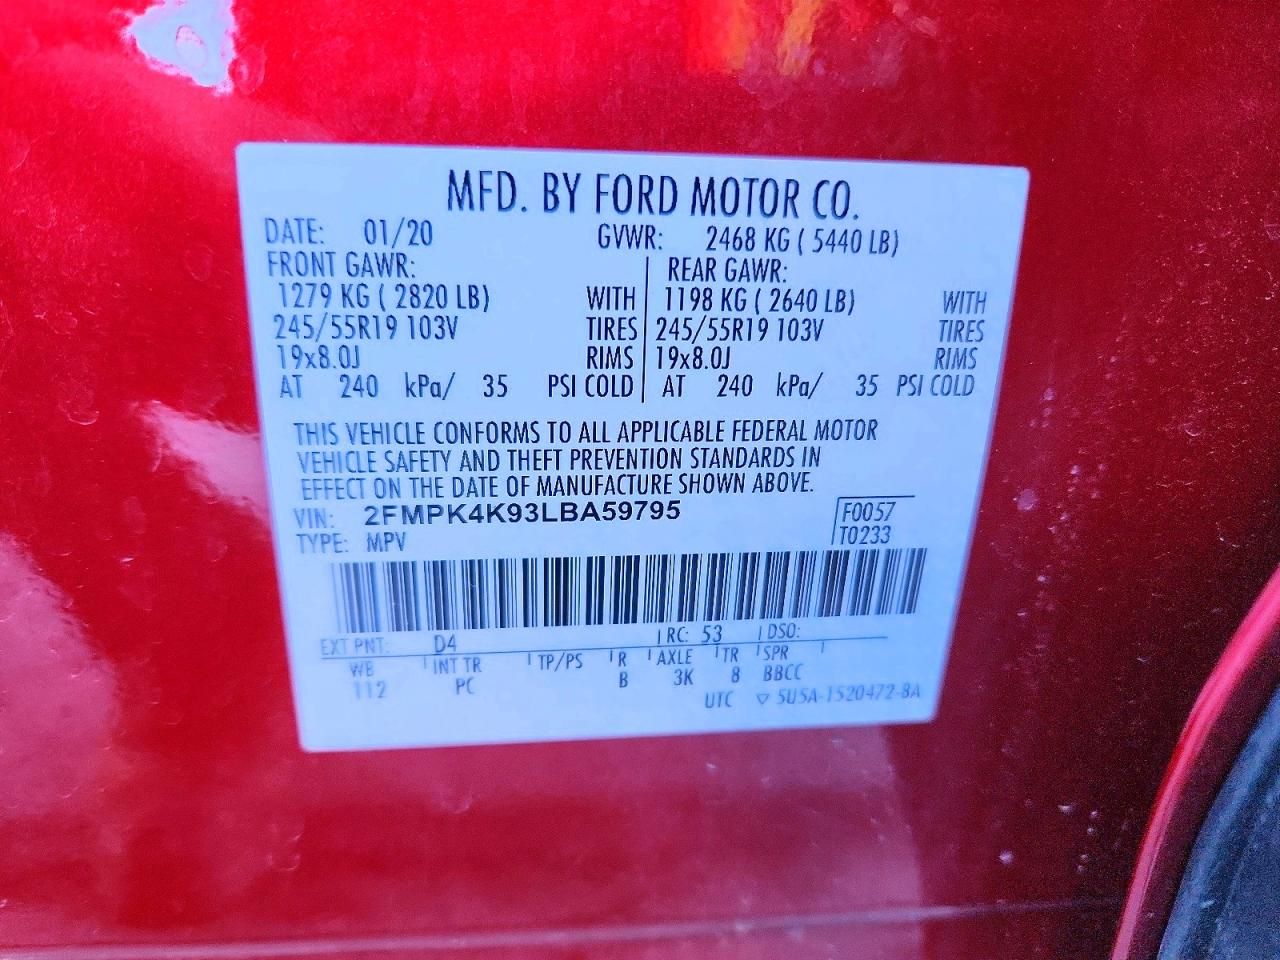 MFD. BY FORD MOTOR CO.
DATE: 01/20 GVWR: 2468 KG ( 5440 LB)
FRONT GAWR: REAR GAWR:
1279 KG ( 2820 LB) WITH 1198 KG ( 2640 LB) WITH
245/55R19 103V TIRES 245/55R19 103V TIRES
19x8.0J RIMS 19x8.0J RIMS
AT 240 kPa/ 35 PSI COLD AT 240 kPa/ 35 PSI COLD
THIS VEHICLE CONFORMS TO ALL APPLICABLE FEDERAL MOTOR
VEHICLE SAFETY AND THEFT PREVENTION STANDARDS IN
EFFECT ON THE DATE OF MANUFACTURE SHOWN ABOVE.
VIN: 2FMPK4K93LBA59795 F0057
TYPE: MPV T0233
EXT PNT: D4 RC: 53 DSO:
WB INT TR TP/PS R AXLE TR SPR
112 PC B 3K 8 BBCC
UTC ▽ 5U5A-1520472-BA